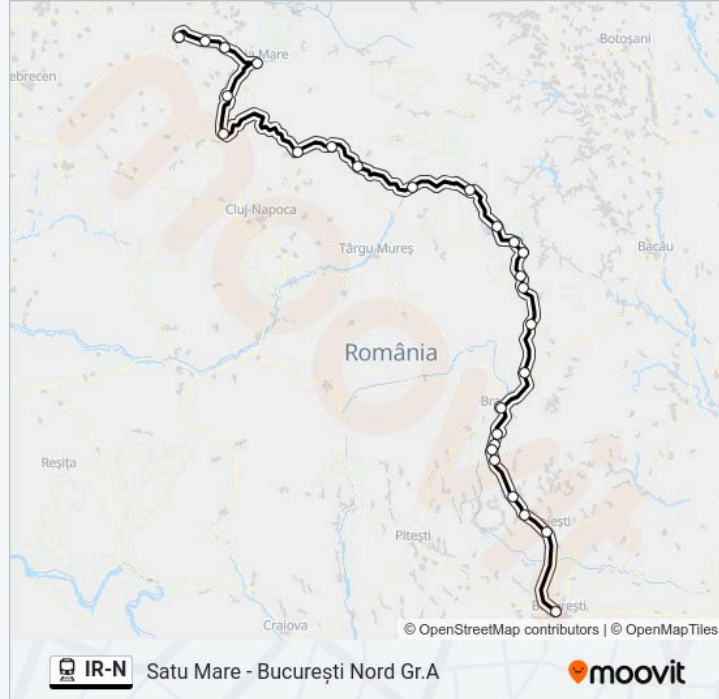 Botoșani
a Mare
ebrecen
Cluj-Napoca
Târgu Mureș
Bacău
România
Bra
Reșița
iești
Pitești
B curești
Craiova
© OpenStreetMap contributors | © OpenMapTiles
IR-N Satu Mare - București Nord Gr.A
moovit